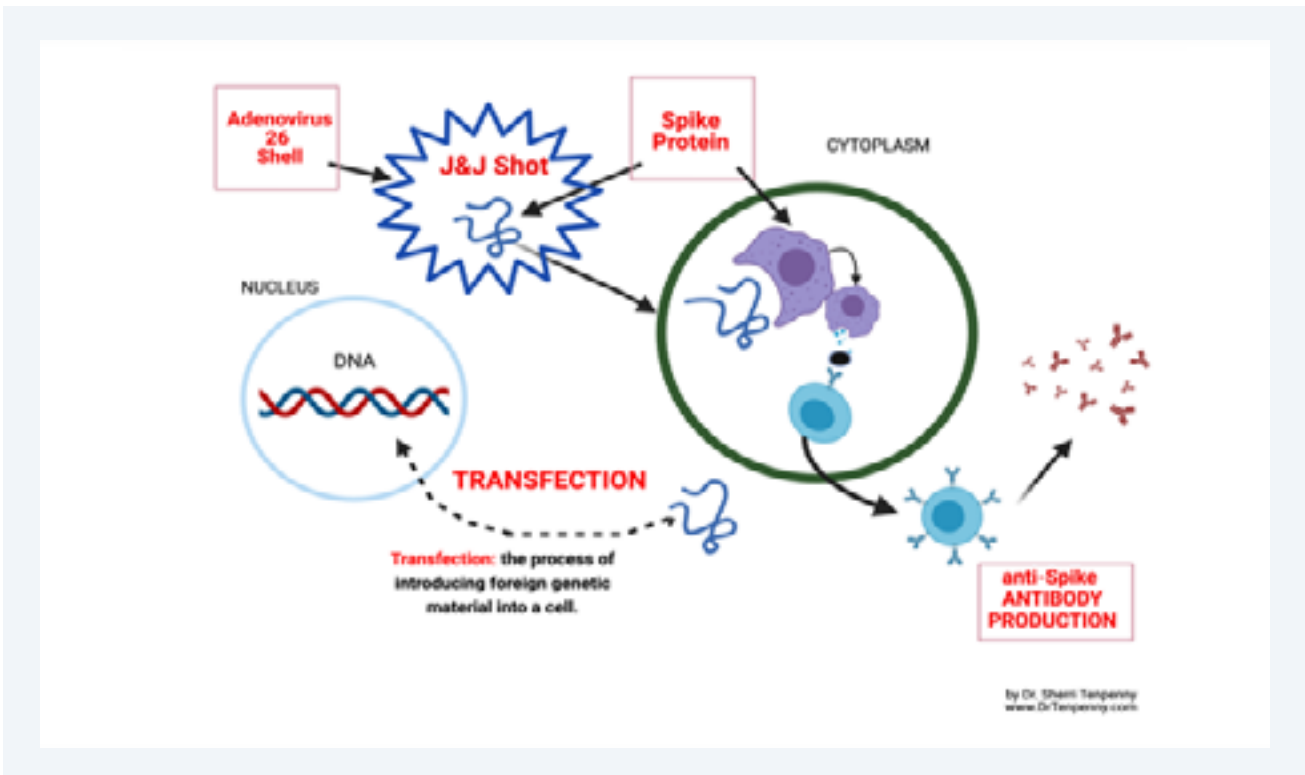 Adenovirus
26
Shell
J&J Shot
Spike
Protein
CYTOPLASM
NUCLEUS
DNA
TRANSFECTION
Transfection: the process of
introducing foreign genetic
material into a cell.
anti-Spike
ANTIBODY
PRODUCTION
by Dr. Sherri Tenpenny
www.DrTenpenny.com